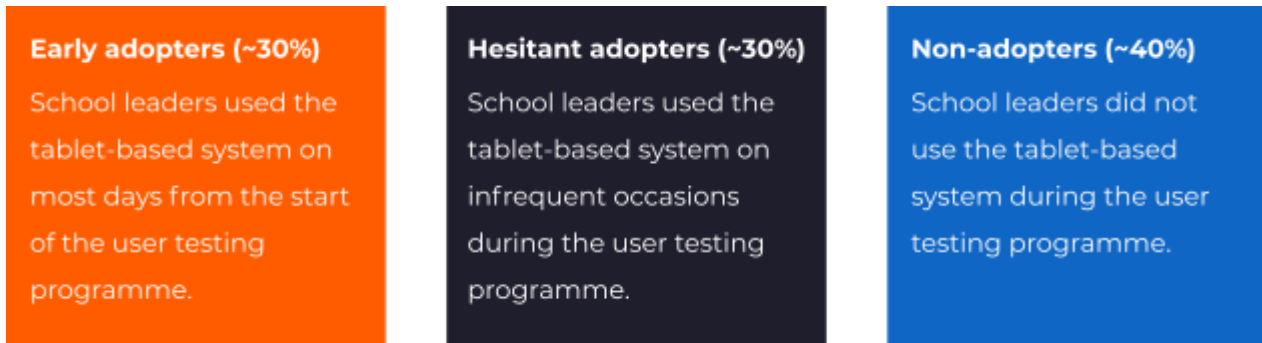 Early adopters (~30%)
School leaders used the
tablet-based system on
most days from the start
of the user testing
programme.
Hesitant adopters (~30%)
School leaders used the
tablet-based system on
infrequent occasions
during the user testing
programme.
Non-adopters (~40%)
School leaders did not
use the tablet-based
system during the user
testing programme.